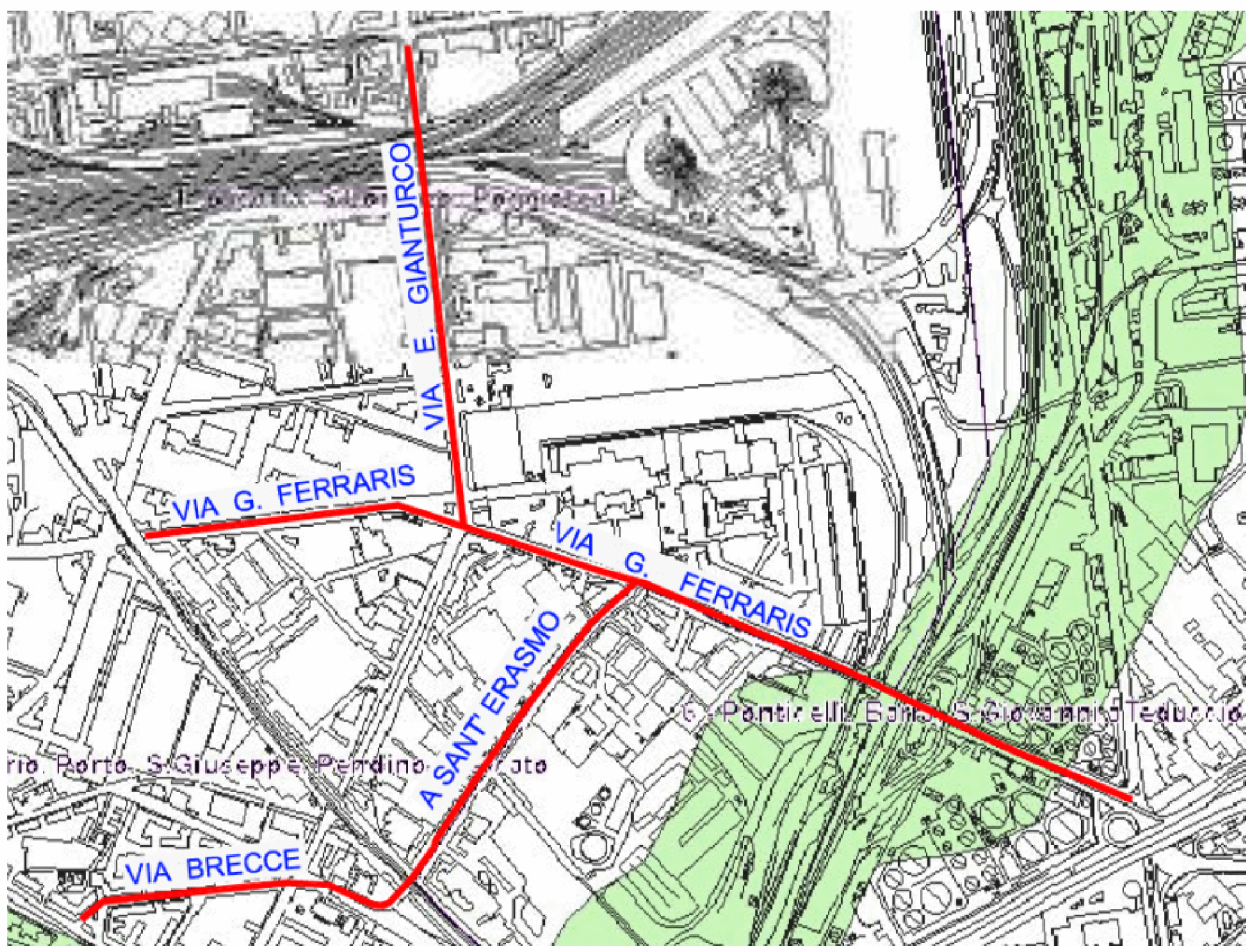 VIA E. GIANTURCO
VIA G. FERRARIS
VIA G. FERRARIS
A SANT' ERASMO
6 - Ponticelli, Barra, S.Giovanni a Teduccio
Porto, S.Giuseppe, Pendino,
VIA BRECCE